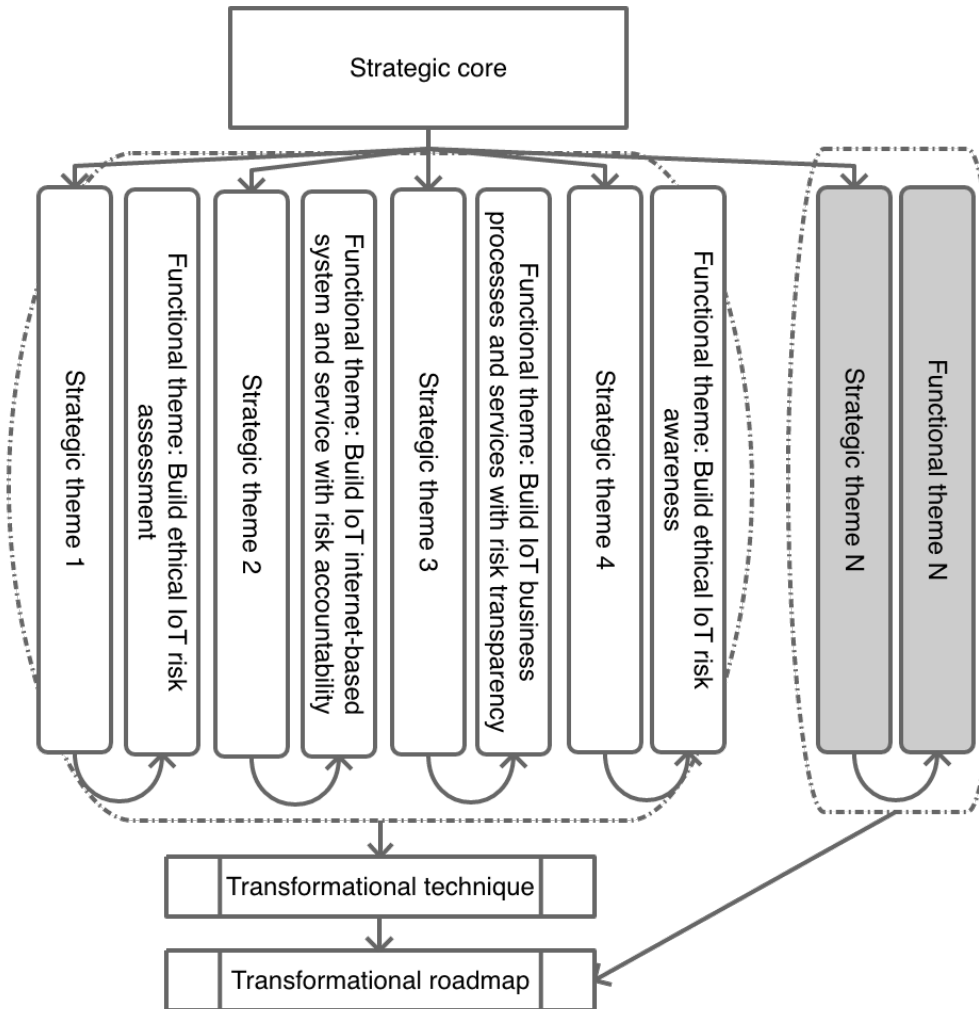 Strategic core
Strategic theme 1
Functional theme: Build ethical IoT risk
assessment
Strategic theme 2
Functional theme: Build IoT internet-based
system and service with risk accountability
Strategic theme 3
Functional theme: Build IoT business
processes and services with risk transparency
Strategic theme 4
Functional theme: Build ethical IoT risk
awareness
Strategic theme N
Functional theme N
Transformational technique
Transformational roadmap